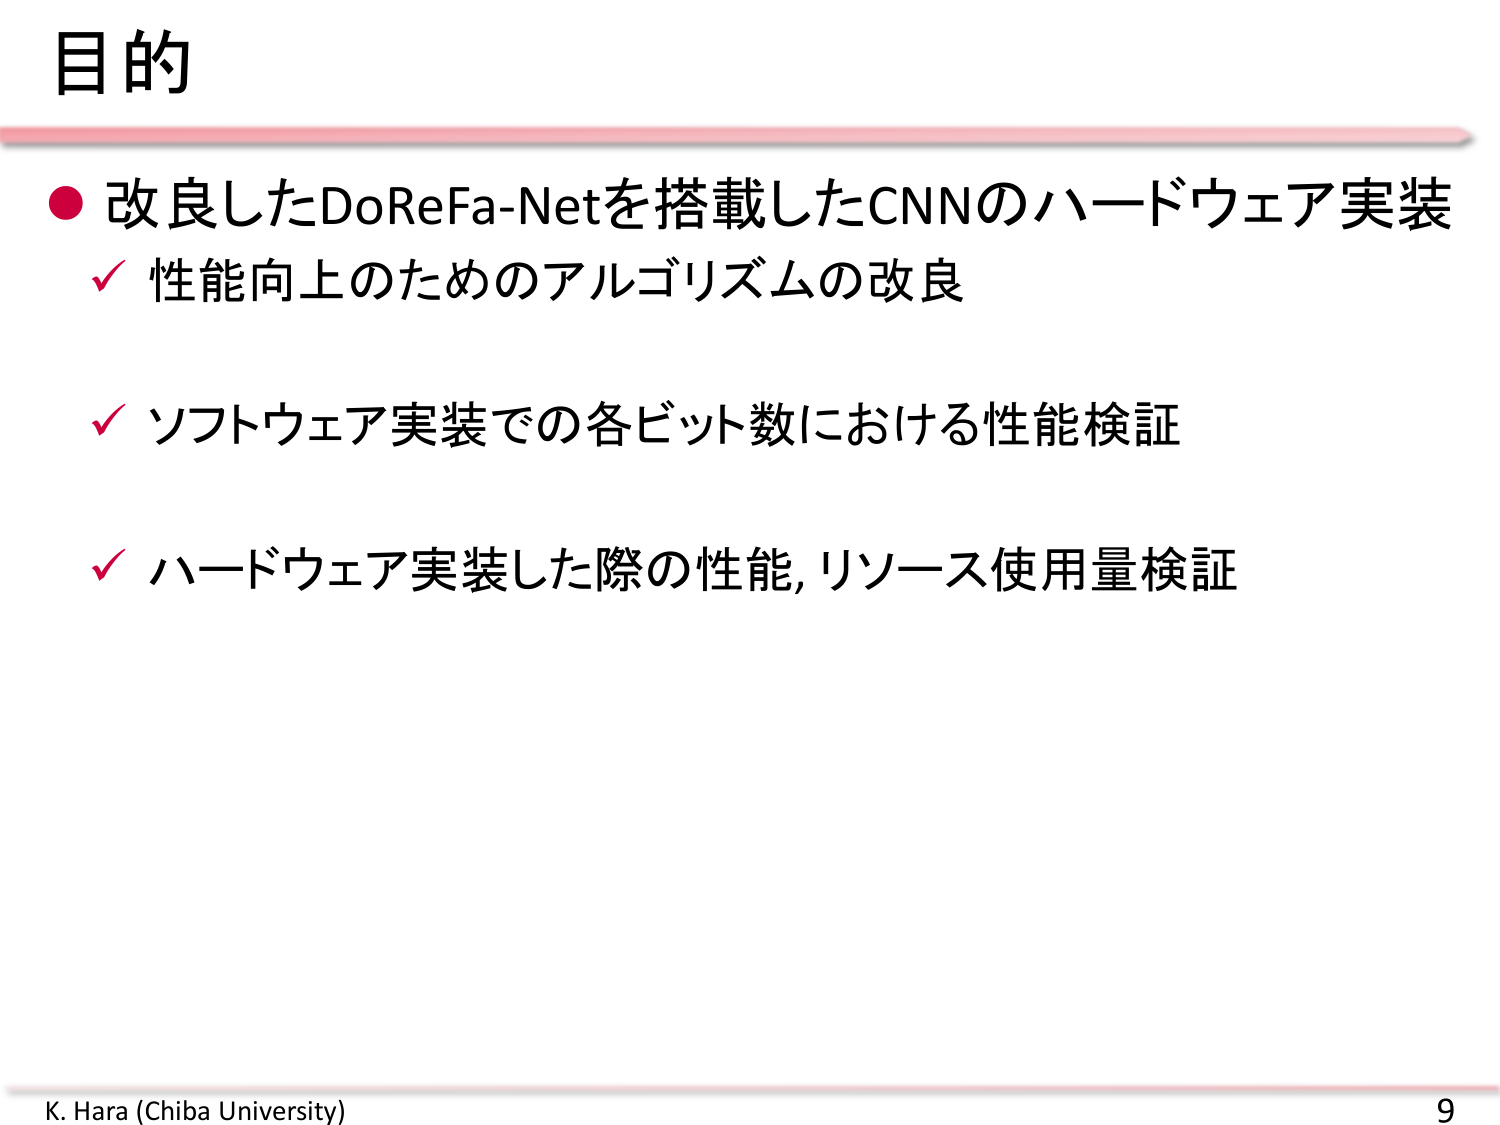 目的
● 改良したDoReFa-Netを搭載したCNNのハードウェア実装
✓ 性能向上のためのアルゴリズムの改良
✓ ソフトウェア実装での各ビット数における性能検証
✓ ハードウェア実装した際の性能, リソース使用量検証
K. Hara (Chiba University)
9